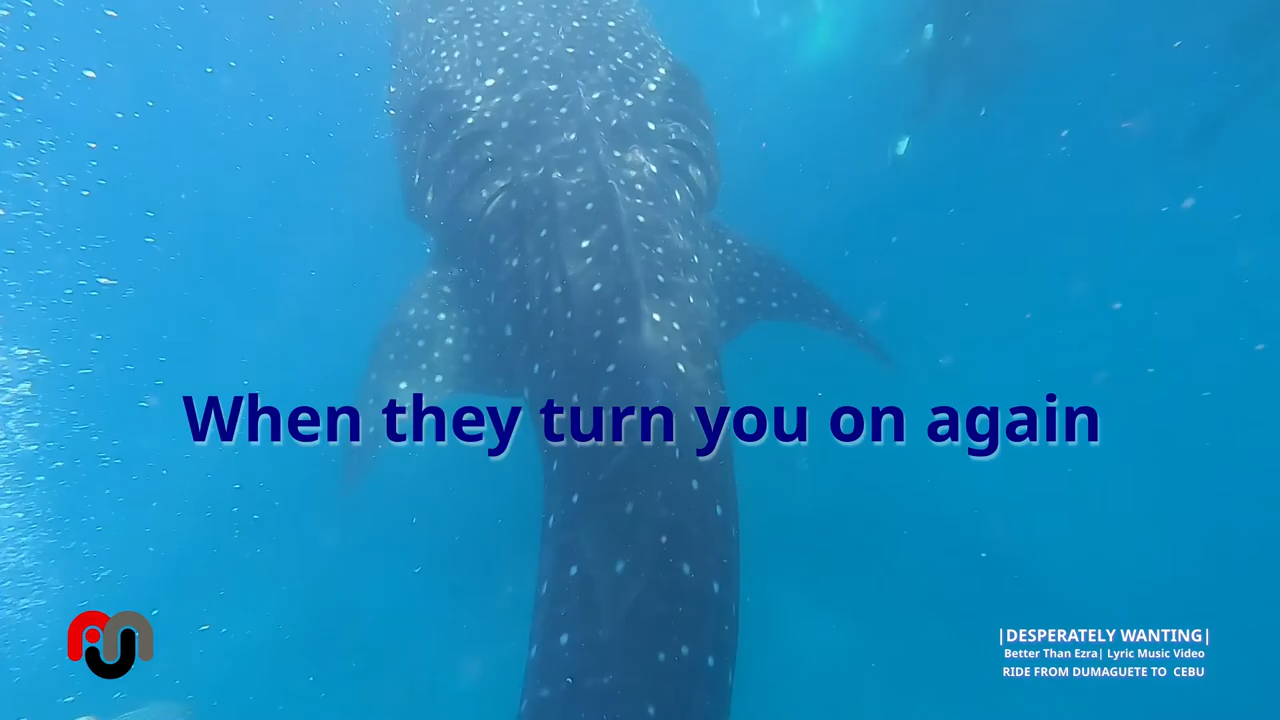 When they turn you on again
|DESPERATELY WANTING|
Better Than Ezra| Lyric Music Video
RIDE FROM DUMAGUETE TO CEBU